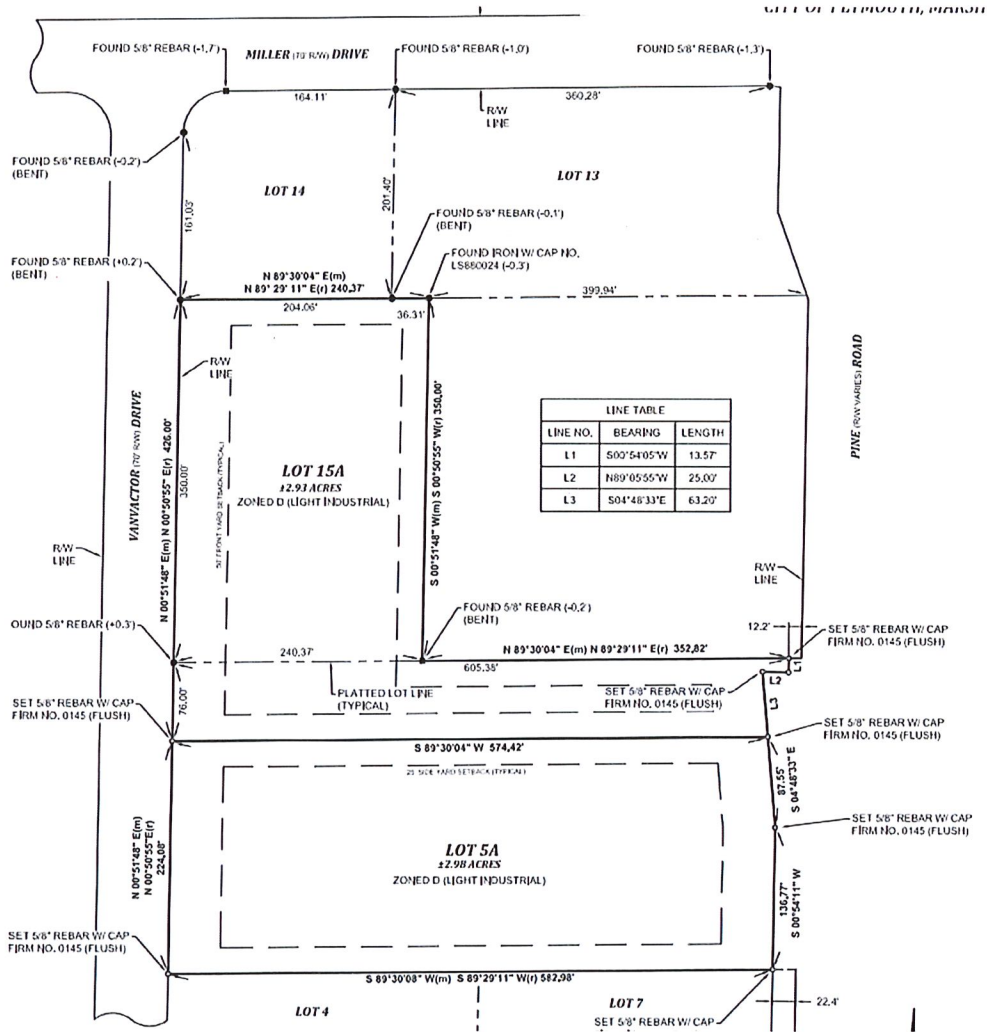 CITY OF PLYMOUTH, MARSH
FOUND 5/8" REBAR (-1.7')
MILLER (70' R/W) DRIVE
FOUND 5/8" REBAR (-1.0')
FOUND 5/8" REBAR (-1.3')
164.11'
360.28'
R/W
LINE
FOUND 5/8" REBAR (-0.2')
(BENT)
LOT 14
LOT 13
161.03'
201.40'
FOUND 5/8" REBAR (-0.1')
(BENT)
FOUND IRON W/ CAP NO.
LS880024 (-0.3')
FOUND 5/8" REBAR (+0.2')
(BENT)
N 89°30'04" E(m)
N 89° 29' 11" E(r) 240.37'
204.06'
36.31'
399.94'
R/W
LINE
VANVACTOR (70' R/W) DRIVE
N 00°51'48" E(m) N 00°50'55" E(r) 426.00'
350.00'
FRONT YARD SETBACK (TYPICAL)
LOT 15A
±2.93 ACRES
ZONED D (LIGHT INDUSTRIAL)
S 00°51'48" W(m) S 00°50'55" W(r) 350.00'
LINE TABLE
LINE NO. BEARING LENGTH
L1 S00°54'05"W 13.57'
L2 N89°05'55"W 25.00'
L3 S04°48'33"E 63.20'
PINE (R/W VARIES) ROAD
R/W
LINE
R/W
LINE
OUND 5/8" REBAR (+0.3')
FOUND 5/8" REBAR (-0.2')
(BENT)
12.2'
SET 5/8" REBAR W/ CAP
FIRM NO. 0145 (FLUSH)
N 89°30'04" E(m) N 89°29'11" E(r) 352.82'
240.37'
605.38'
L1
L2
L3
PLATTED LOT LINE
(TYPICAL)
SET 5/8" REBAR W/ CAP
FIRM NO. 0145 (FLUSH)
76.00'
SET 5/8" REBAR W/ CAP
FIRM NO. 0145 (FLUSH)
SET 5/8" REBAR W/ CAP
FIRM NO. 0145 (FLUSH)
S 89°30'04" W 574.42'
25' SIDE YARD SETBACK (TYPICAL)
87.55'
S 04°48'33" E
SET 5/8" REBAR W/ CAP
FIRM NO. 0145 (FLUSH)
N 00°51'48" E(m)
N 00°50'55"E(r)
224.08'
LOT 5A
±2.98 ACRES
ZONED D (LIGHT INDUSTRIAL)
136.77'
S 00°54'11" W
SET 5/8" REBAR W/ CAP
FIRM NO. 0145 (FLUSH)
S 89°30'08" W(m) S 89°29'11" W(r) 582.98'
LOT 4
LOT 7
22.4'
SET 5/8" REBAR W/ CAP